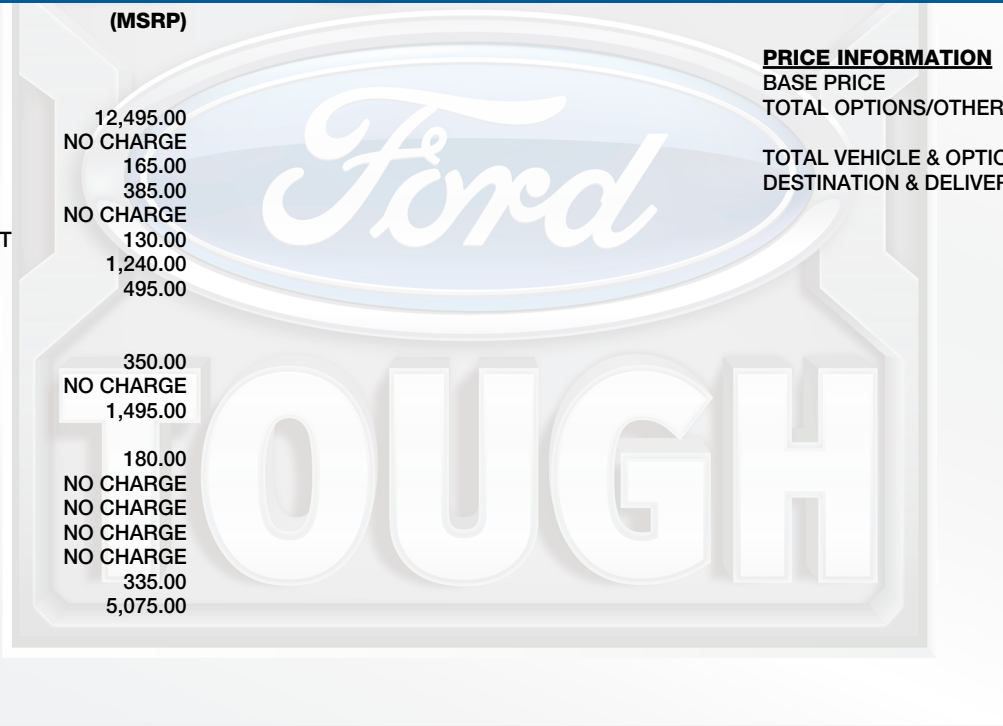 (MSRP)
12,495.00
NO CHARGE
165.00
385.00
NO CHARGE
T 130.00
1,240.00
495.00
350.00
NO CHARGE
1,495.00
180.00
NO CHARGE
NO CHARGE
NO CHARGE
NO CHARGE
335.00
5,075.00
PRICE INFORMATION
BASE PRICE
TOTAL OPTIONS/OTHER
TOTAL VEHICLE & OPTIO
DESTINATION & DELIVER
Ford
TOUGH